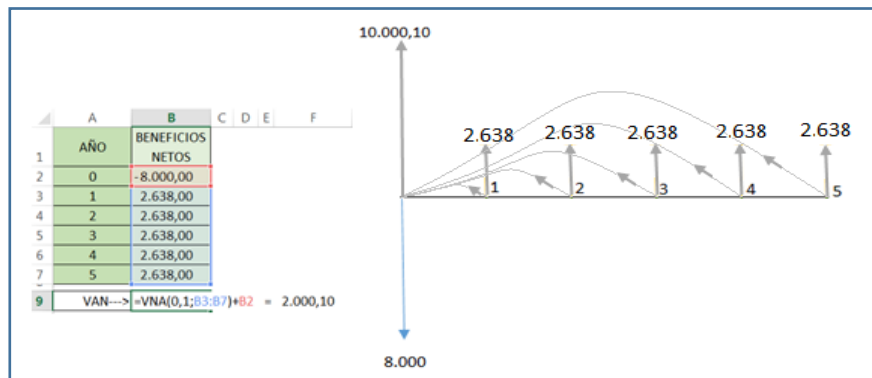 A B C D E F
1 AÑO BENEFICIOS NETOS
2 0 -8.000,00
3 1 2.638,00
4 2 2.638,00
5 3 2.638,00
6 4 2.638,00
7 5 2.638,00
9 VAN---> =VNA(0,1;B3:B7)+B2 = 2.000,10
10.000,10
2.638 2.638 2.638 2.638 2.638
1 2 3 4 5
8.000